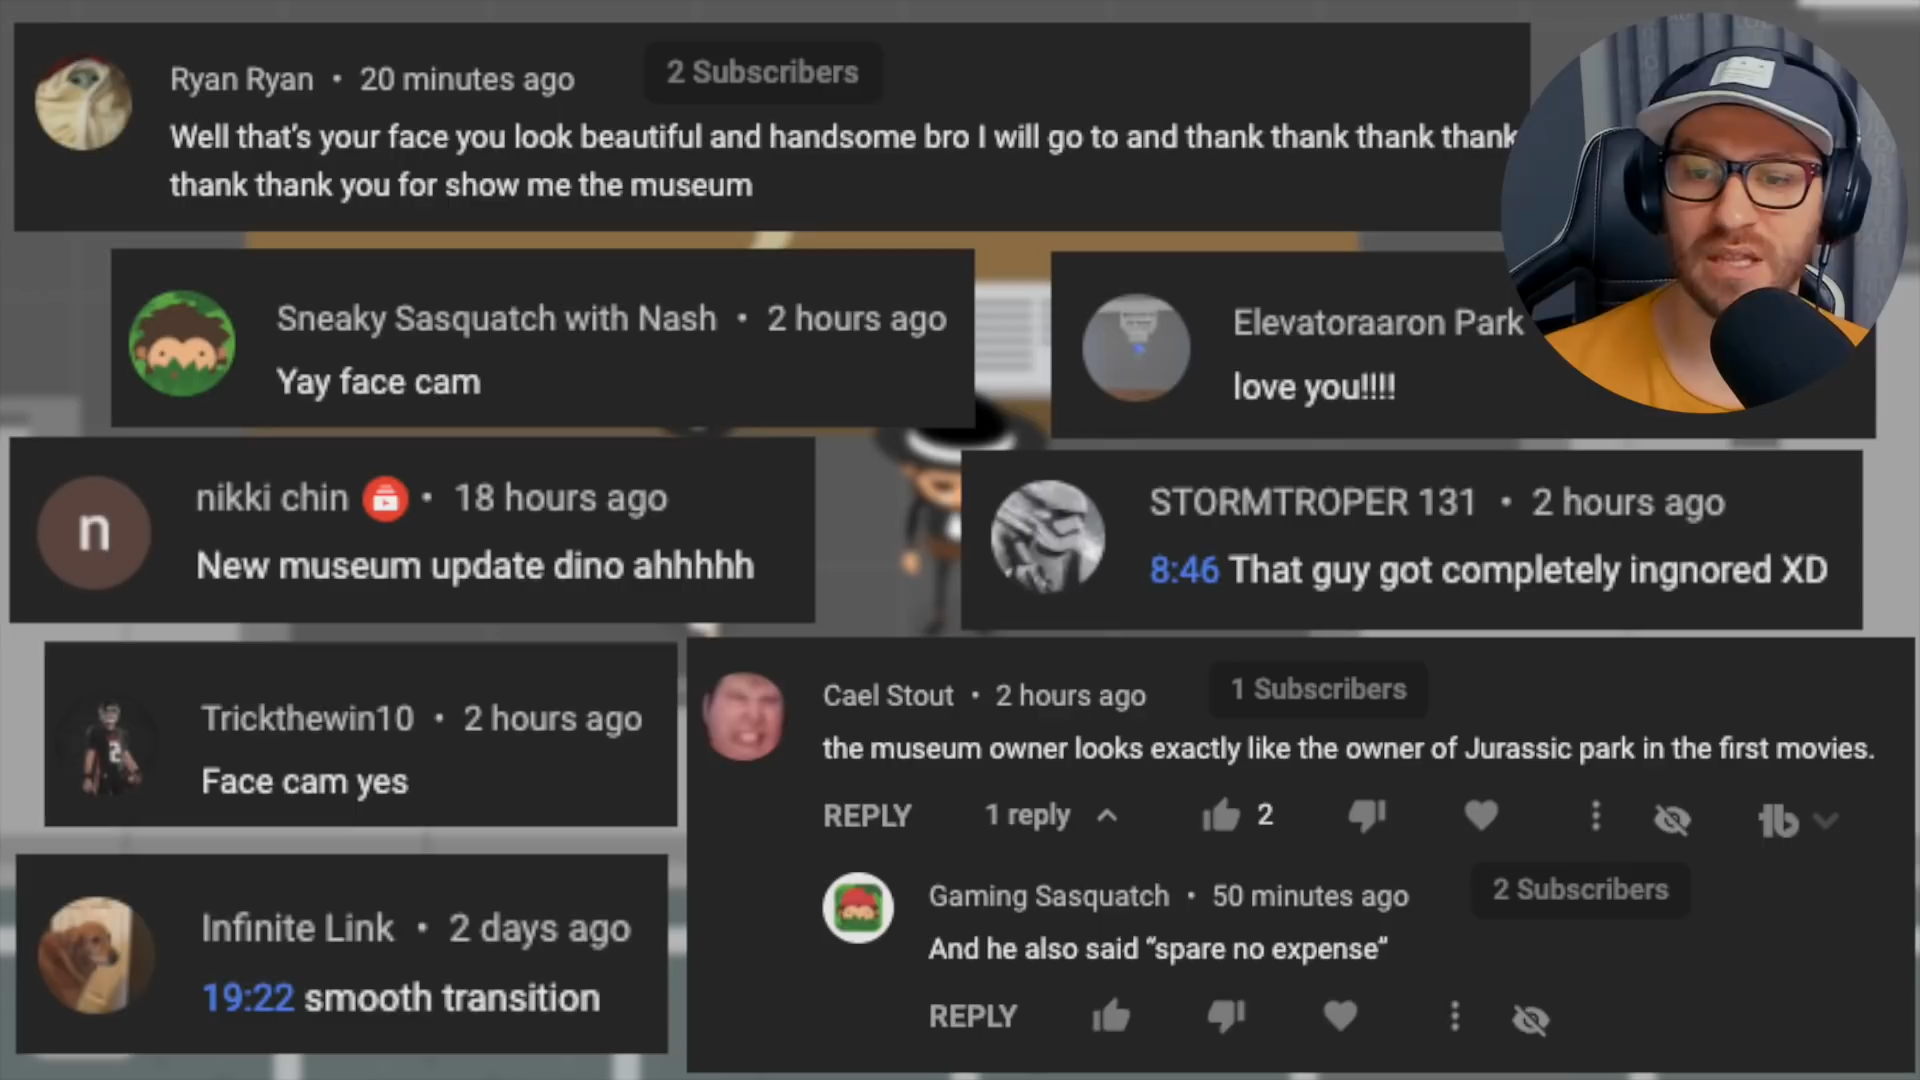 Ryan Ryan • 20 minutes ago 2 Subscribers
Well that's your face you look beautiful and handsome bro I will go to and thank thank thank thank
thank thank you for show me the museum
Sneaky Sasquatch with Nash • 2 hours ago
Yay face cam
Elevatoraaron Park
love you!!!!
n
nikki chin • 18 hours ago
New museum update dino ahhhhh
STORMTROPER 131 • 2 hours ago
8:46 That guy got completely ingnored XD
Trickthewin10 • 2 hours ago
Face cam yes
Cael Stout • 2 hours ago 1 Subscribers
the museum owner looks exactly like the owner of Jurassic park in the first movies.
REPLY 1 reply 2
Gaming Sasquatch • 50 minutes ago 2 Subscribers
And he also said “spare no expense”
REPLY
Infinite Link • 2 days ago
19:22 smooth transition